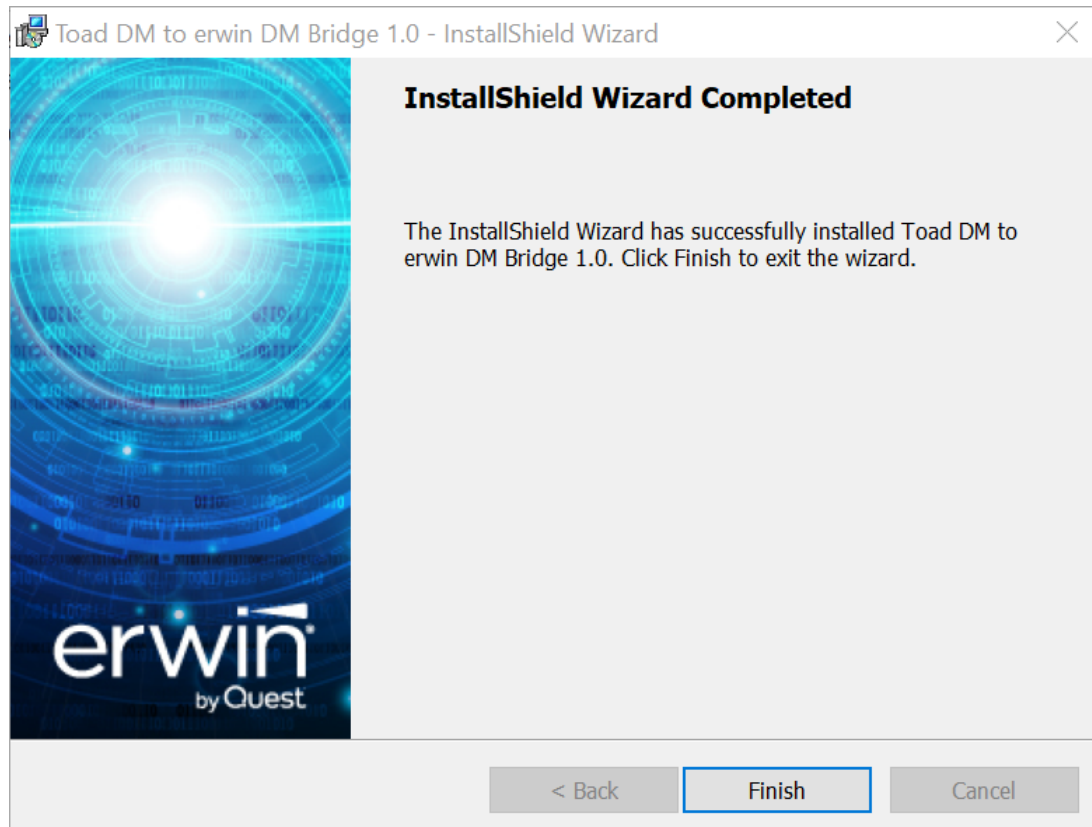 Toad DM to erwin DM Bridge 1.0 - InstallShield Wizard
InstallShield Wizard Completed
The InstallShield Wizard has successfully installed Toad DM to
erwin DM Bridge 1.0. Click Finish to exit the wizard.
erwin
by Quest
< Back
Finish
Cancel